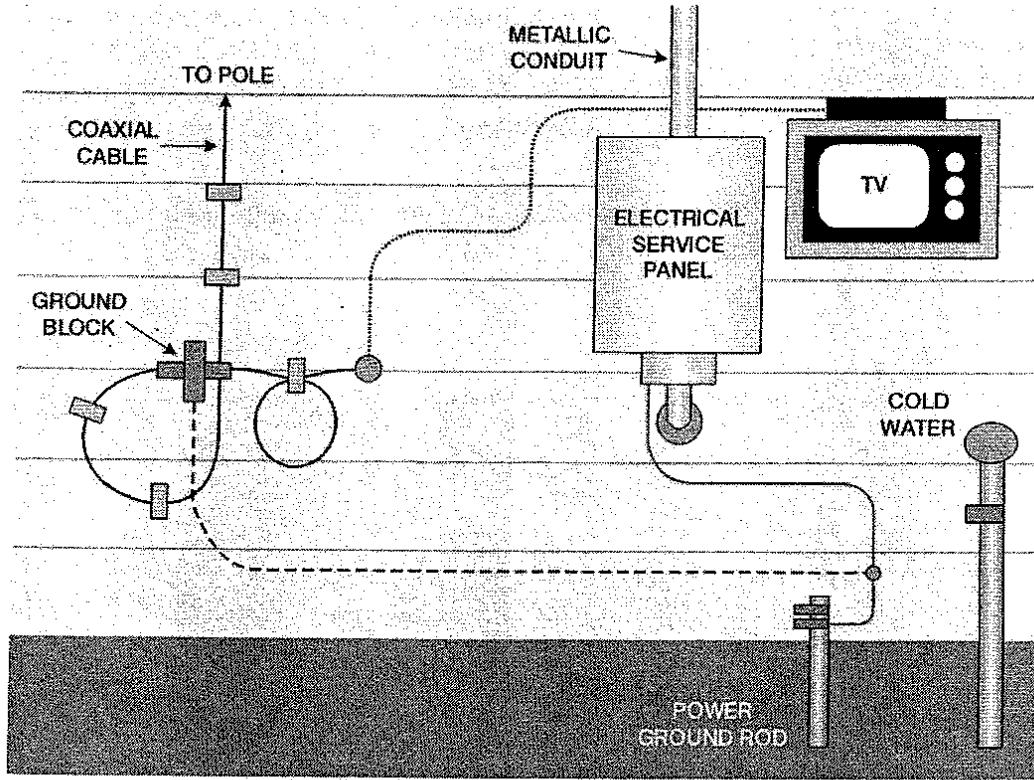 METALLIC
CONDUIT
TO POLE
COAXIAL
CABLE
TV
ELECTRICAL
SERVICE
PANEL
GROUND
BLOCK
COLD
WATER
POWER
GROUND ROD